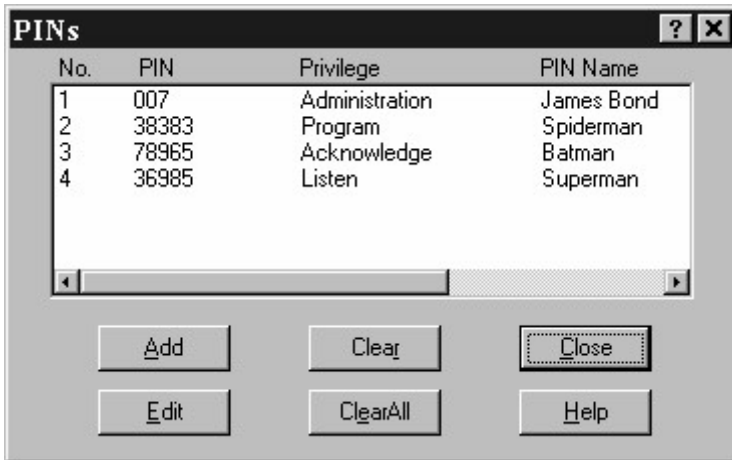 PINs
No. PIN Privilege PIN Name
1 007 Administration James Bond
2 38383 Program Spiderman
3 78965 Acknowledge Batman
4 36985 Listen Superman
Add Clear Close
Edit ClearAll Help